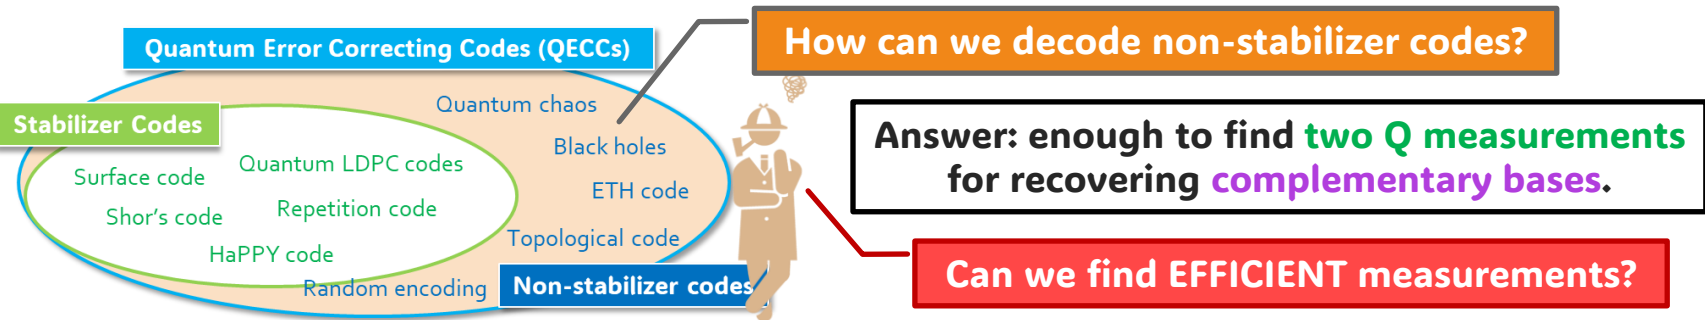 Quantum Error Correcting Codes (QECCs)
Stabilizer Codes
Surface code
Quantum LDPC codes
Shor's code
Repetition code
HaPPY code
Quantum chaos
Black holes
ETH code
Topological code
Random encoding
Non-stabilizer codes
How can we decode non-stabilizer codes?
Answer: enough to find two Q measurements
for recovering complementary bases.
Can we find EFFICIENT measurements?